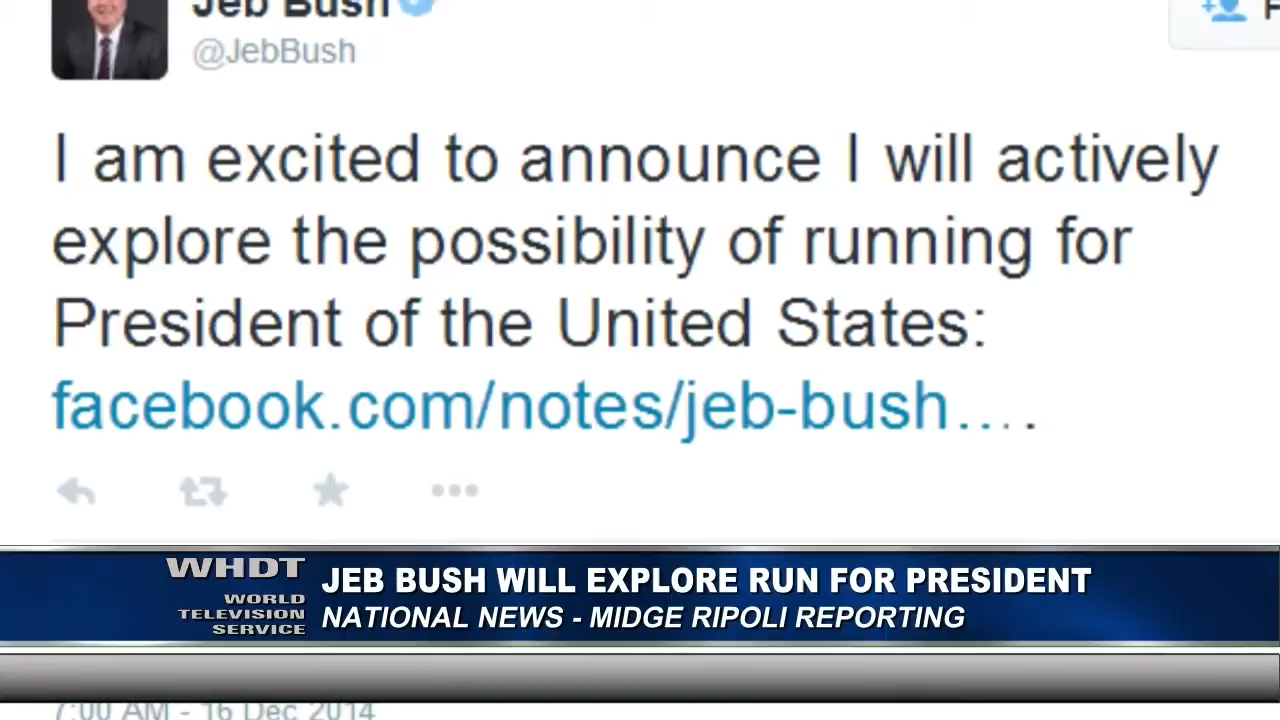 Jeb Bush
@JebBush
I am excited to announce I will actively
explore the possibility of running for
President of the United States:
facebook.com/notes/jeb-bush....
WHDT
WORLD
TELEVISION
SERVICE
JEB BUSH WILL EXPLORE RUN FOR PRESIDENT
NATIONAL NEWS - MIDGE RIPOLI REPORTING
7:00 AM - 16 Dec 2014